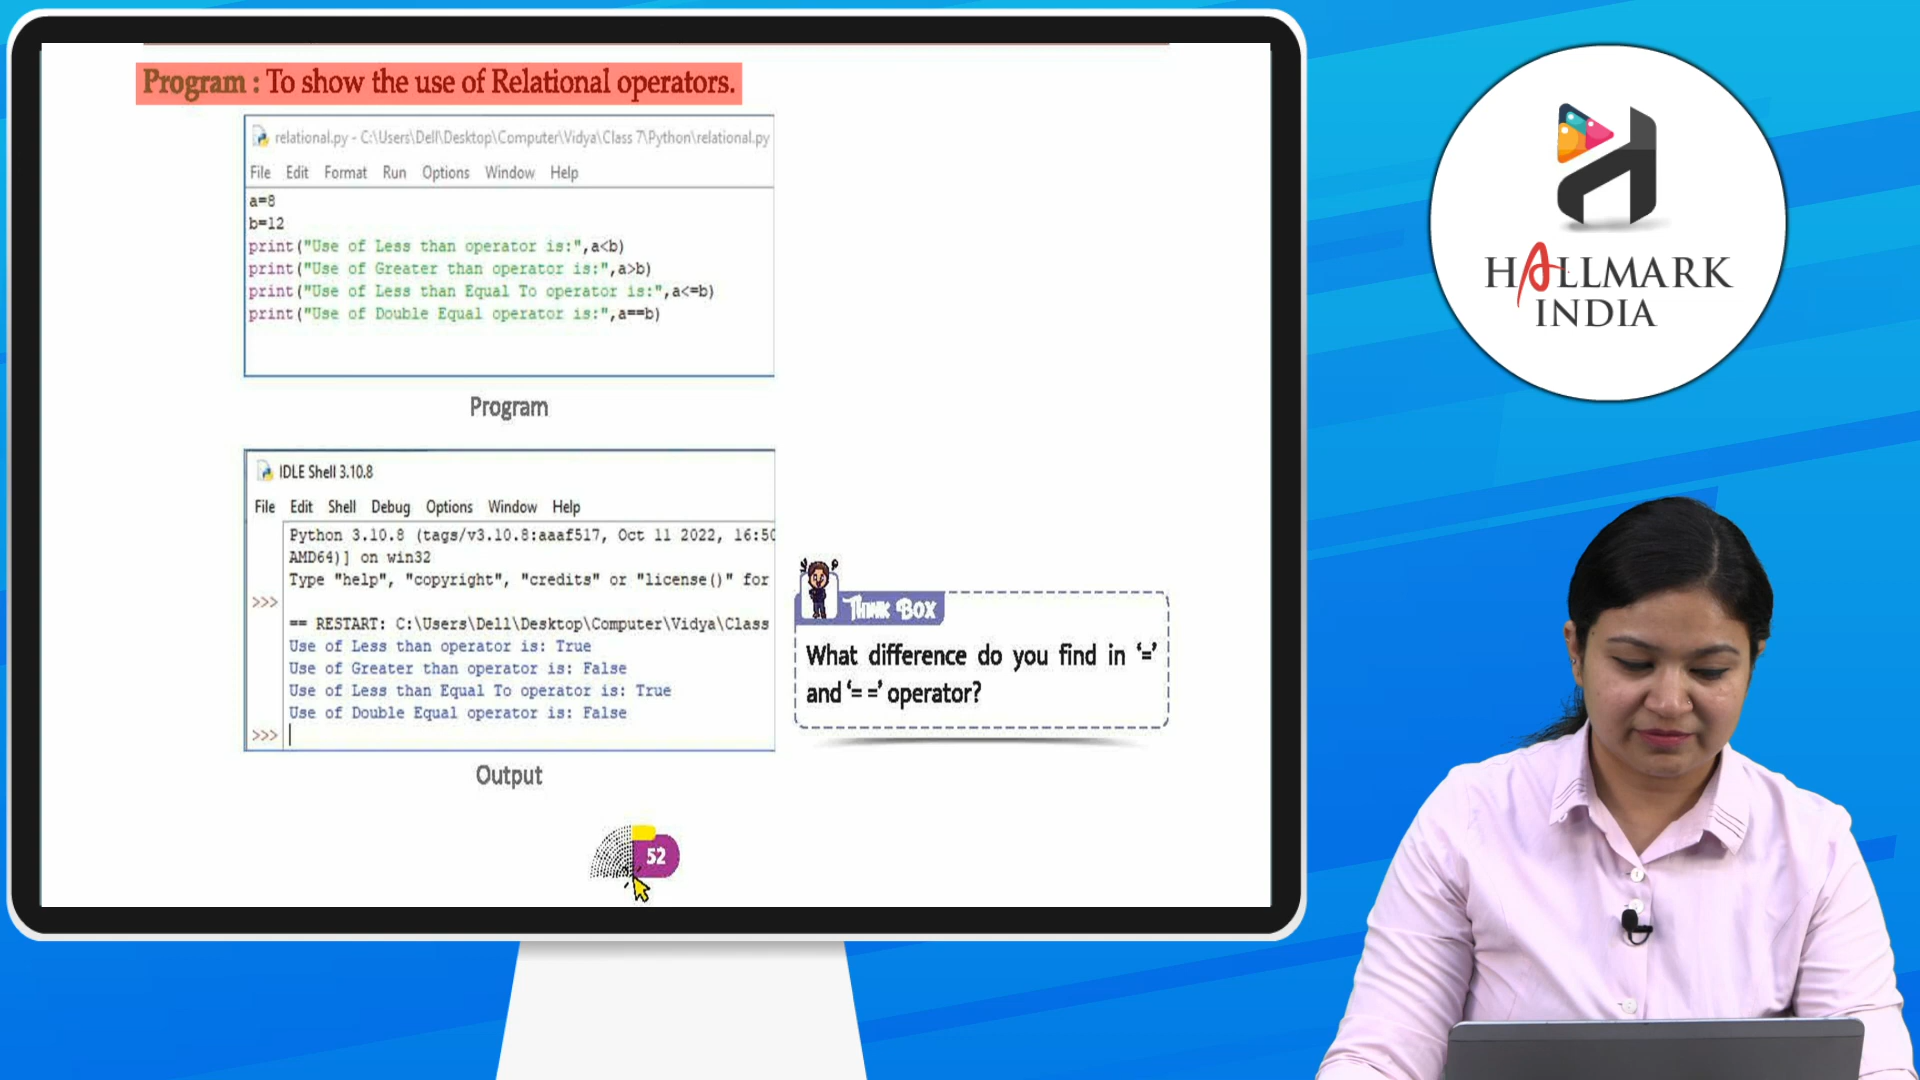 Program : To show the use of Relational operators.
relational.py - C:\Users\Dell\Desktop\Computer\Vidya\Class 7\Python\relational.py
File Edit Format Run Options Window Help
a=8
b=12
print("Use of Less than operator is:",a<b)
print("Use of Greater than operator is:",a>b)
print("Use of Less than Equal To operator is:",a<=b)
print("Use of Double Equal operator is:",a==b)
Program
IDLE Shell 3.10.8
File Edit Shell Debug Options Window Help
Python 3.10.8 (tags/v3.10.8:aaaf517, Oct 11 2022, 16:50
AMD64)] on win32
Type "help", "copyright", "credits" or "license()" for
>>>
== RESTART: C:\Users\Dell\Desktop\Computer\Vidya\Class
Use of Less than operator is: True
Use of Greater than operator is: False
Use of Less than Equal To operator is: True
Use of Double Equal operator is: False
>>>
Output
THINK BOX
What difference do you find in ‘=’
and ‘= =’ operator?
52
HALLMARK
INDIA